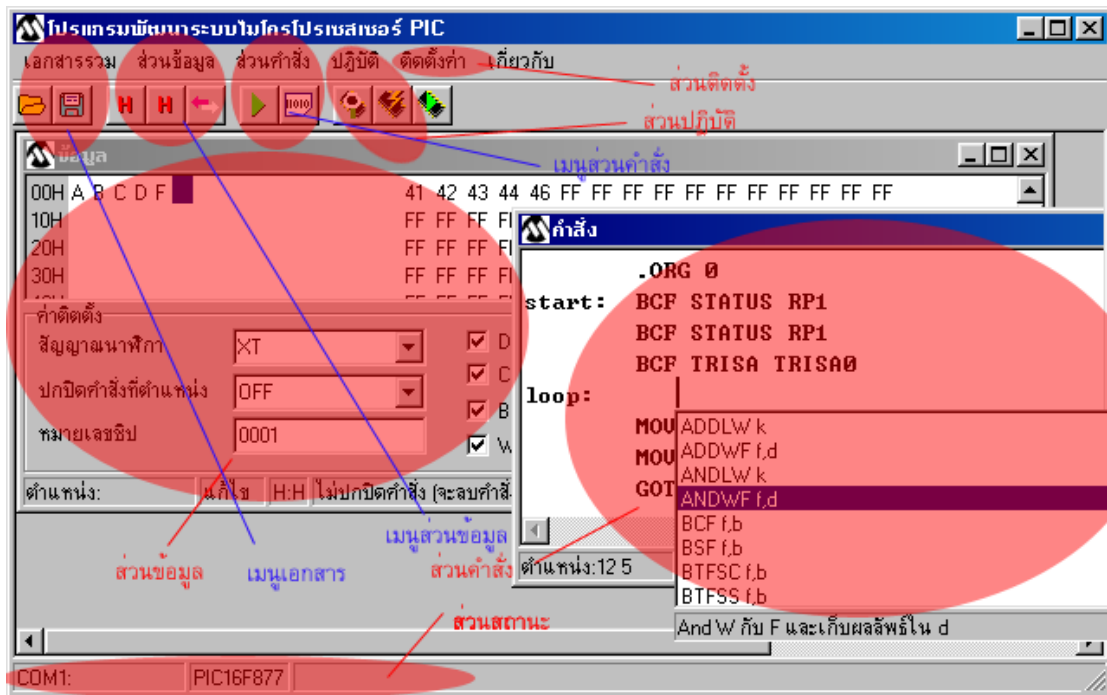 โปรแกรมพัฒนาระบบไมโครโปรเซสเซอร์ PIC
เอกสารรวม ส่วนข้อมูล ส่วนคำสั่ง ปฏิบัติ ติดตั้งค่า เกี่ยวกับ
ส่วนติดตั้ง
H H 11010
ส่วนปฏิบัติ
ข้อมูล
เมนูส่วนคำสั่ง
00H A B C D F 41 42 43 44 46 FF FF FF FF FF FF FF FF FF FF FF
10H FF FF FF
20H FF FF FF
30H FF FF FF
คำสั่ง
.ORG 0
start: BCF STATUS RP1
BCF STATUS RP1
BCF TRISA TRISA0
loop:
MOV
MOV
GOT
ค่าติดตั้ง
สัญญาณนาฬิกา XT D
ปกปิดคำสั่งที่ตำแหน่ง OFF C
B
หมายเลขชิป 0001 W
ตำแหน่ง: แก้ไข H:H ไม่ปกปิดคำสั่ง (จะลบคำสั่
ADDLW k
ADDWF f,d
ANDLW k
ANDWF f,d
BCF f,b
BSF f,b
BTFSC f,b
BTFSS f,b
And W กับ F และเก็บผลลัพธ์ใน d
ตำแหน่ง:12 5
เมนูส่วนข้อมูล
ส่วนข้อมูล เมนูเอกสาร ส่วนคำสั่ง
ส่วนสถานะ
COM1: PIC16F877